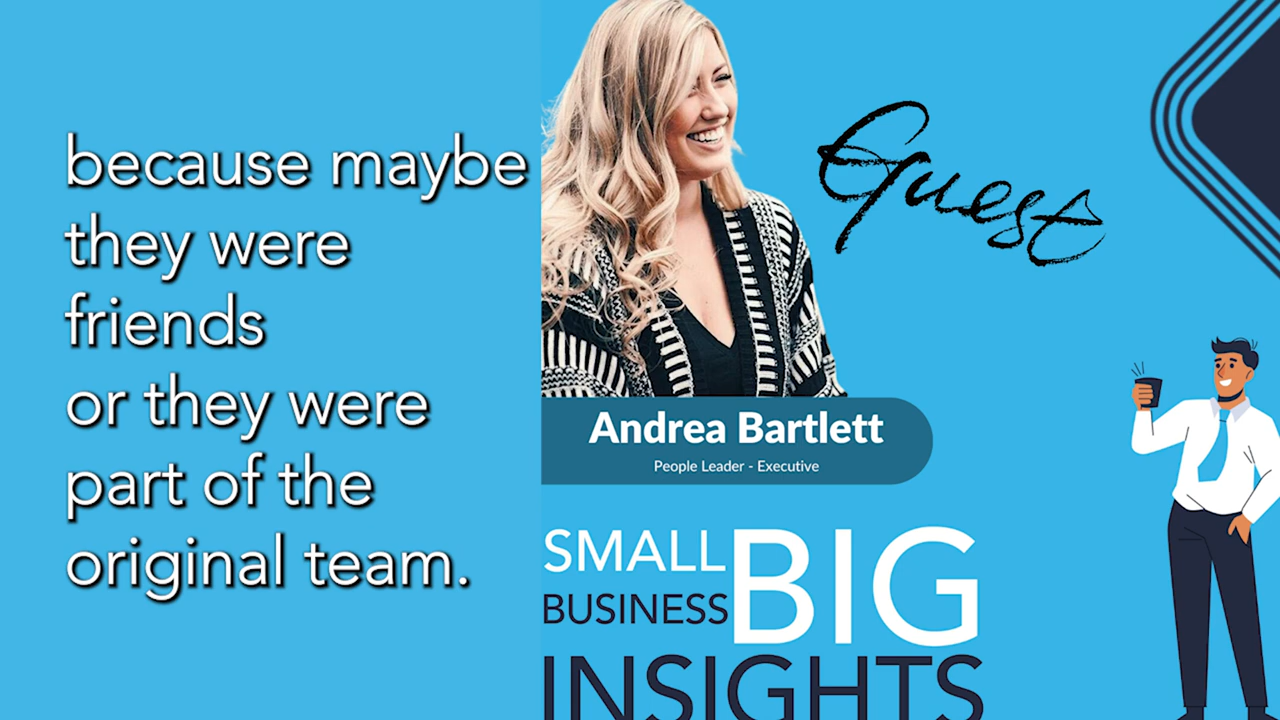 because maybe
they were
friends
or they were
part of the
original team.
Guest
Andrea Bartlett
People Leader - Executive
SMALL
BUSINESS
BIG
INSIGHTS